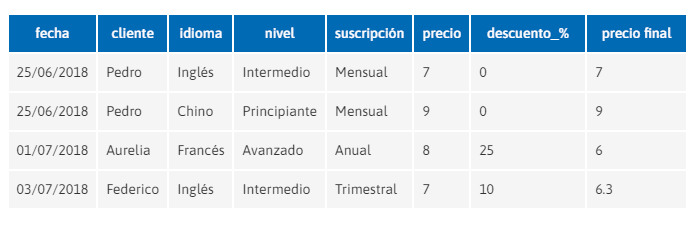 fecha cliente idioma nivel suscripción precio descuento_% precio final
25/06/2018 Pedro Inglés Intermedio Mensual 7 0 7
25/06/2018 Pedro Chino Principiante Mensual 9 0 9
01/07/2018 Aurelia Francés Avanzado Anual 8 25 6
03/07/2018 Federico Inglés Intermedio Trimestral 7 10 6.3